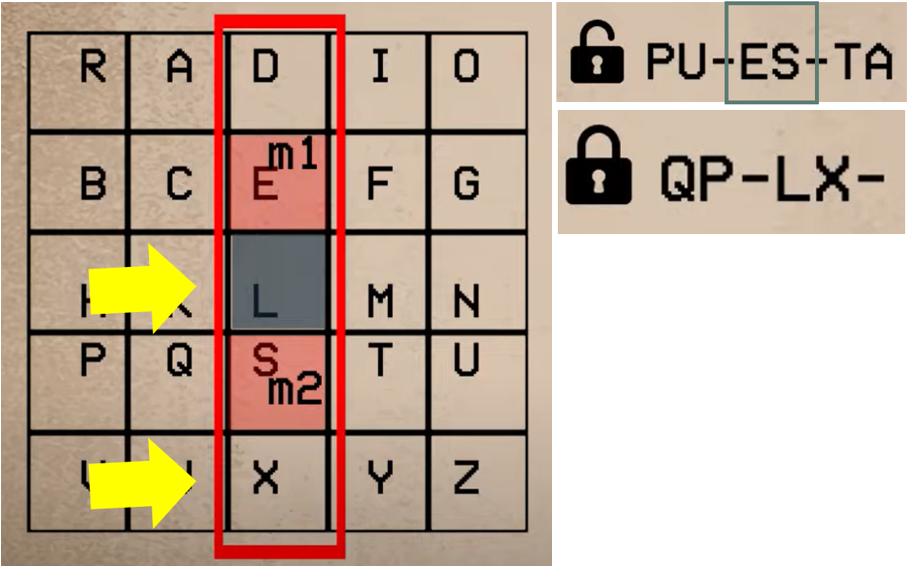 R A D I O
m1
B C E F G
L M N
P Q S T U
m2
X Y Z
PU-ES-TA
QP-LX-